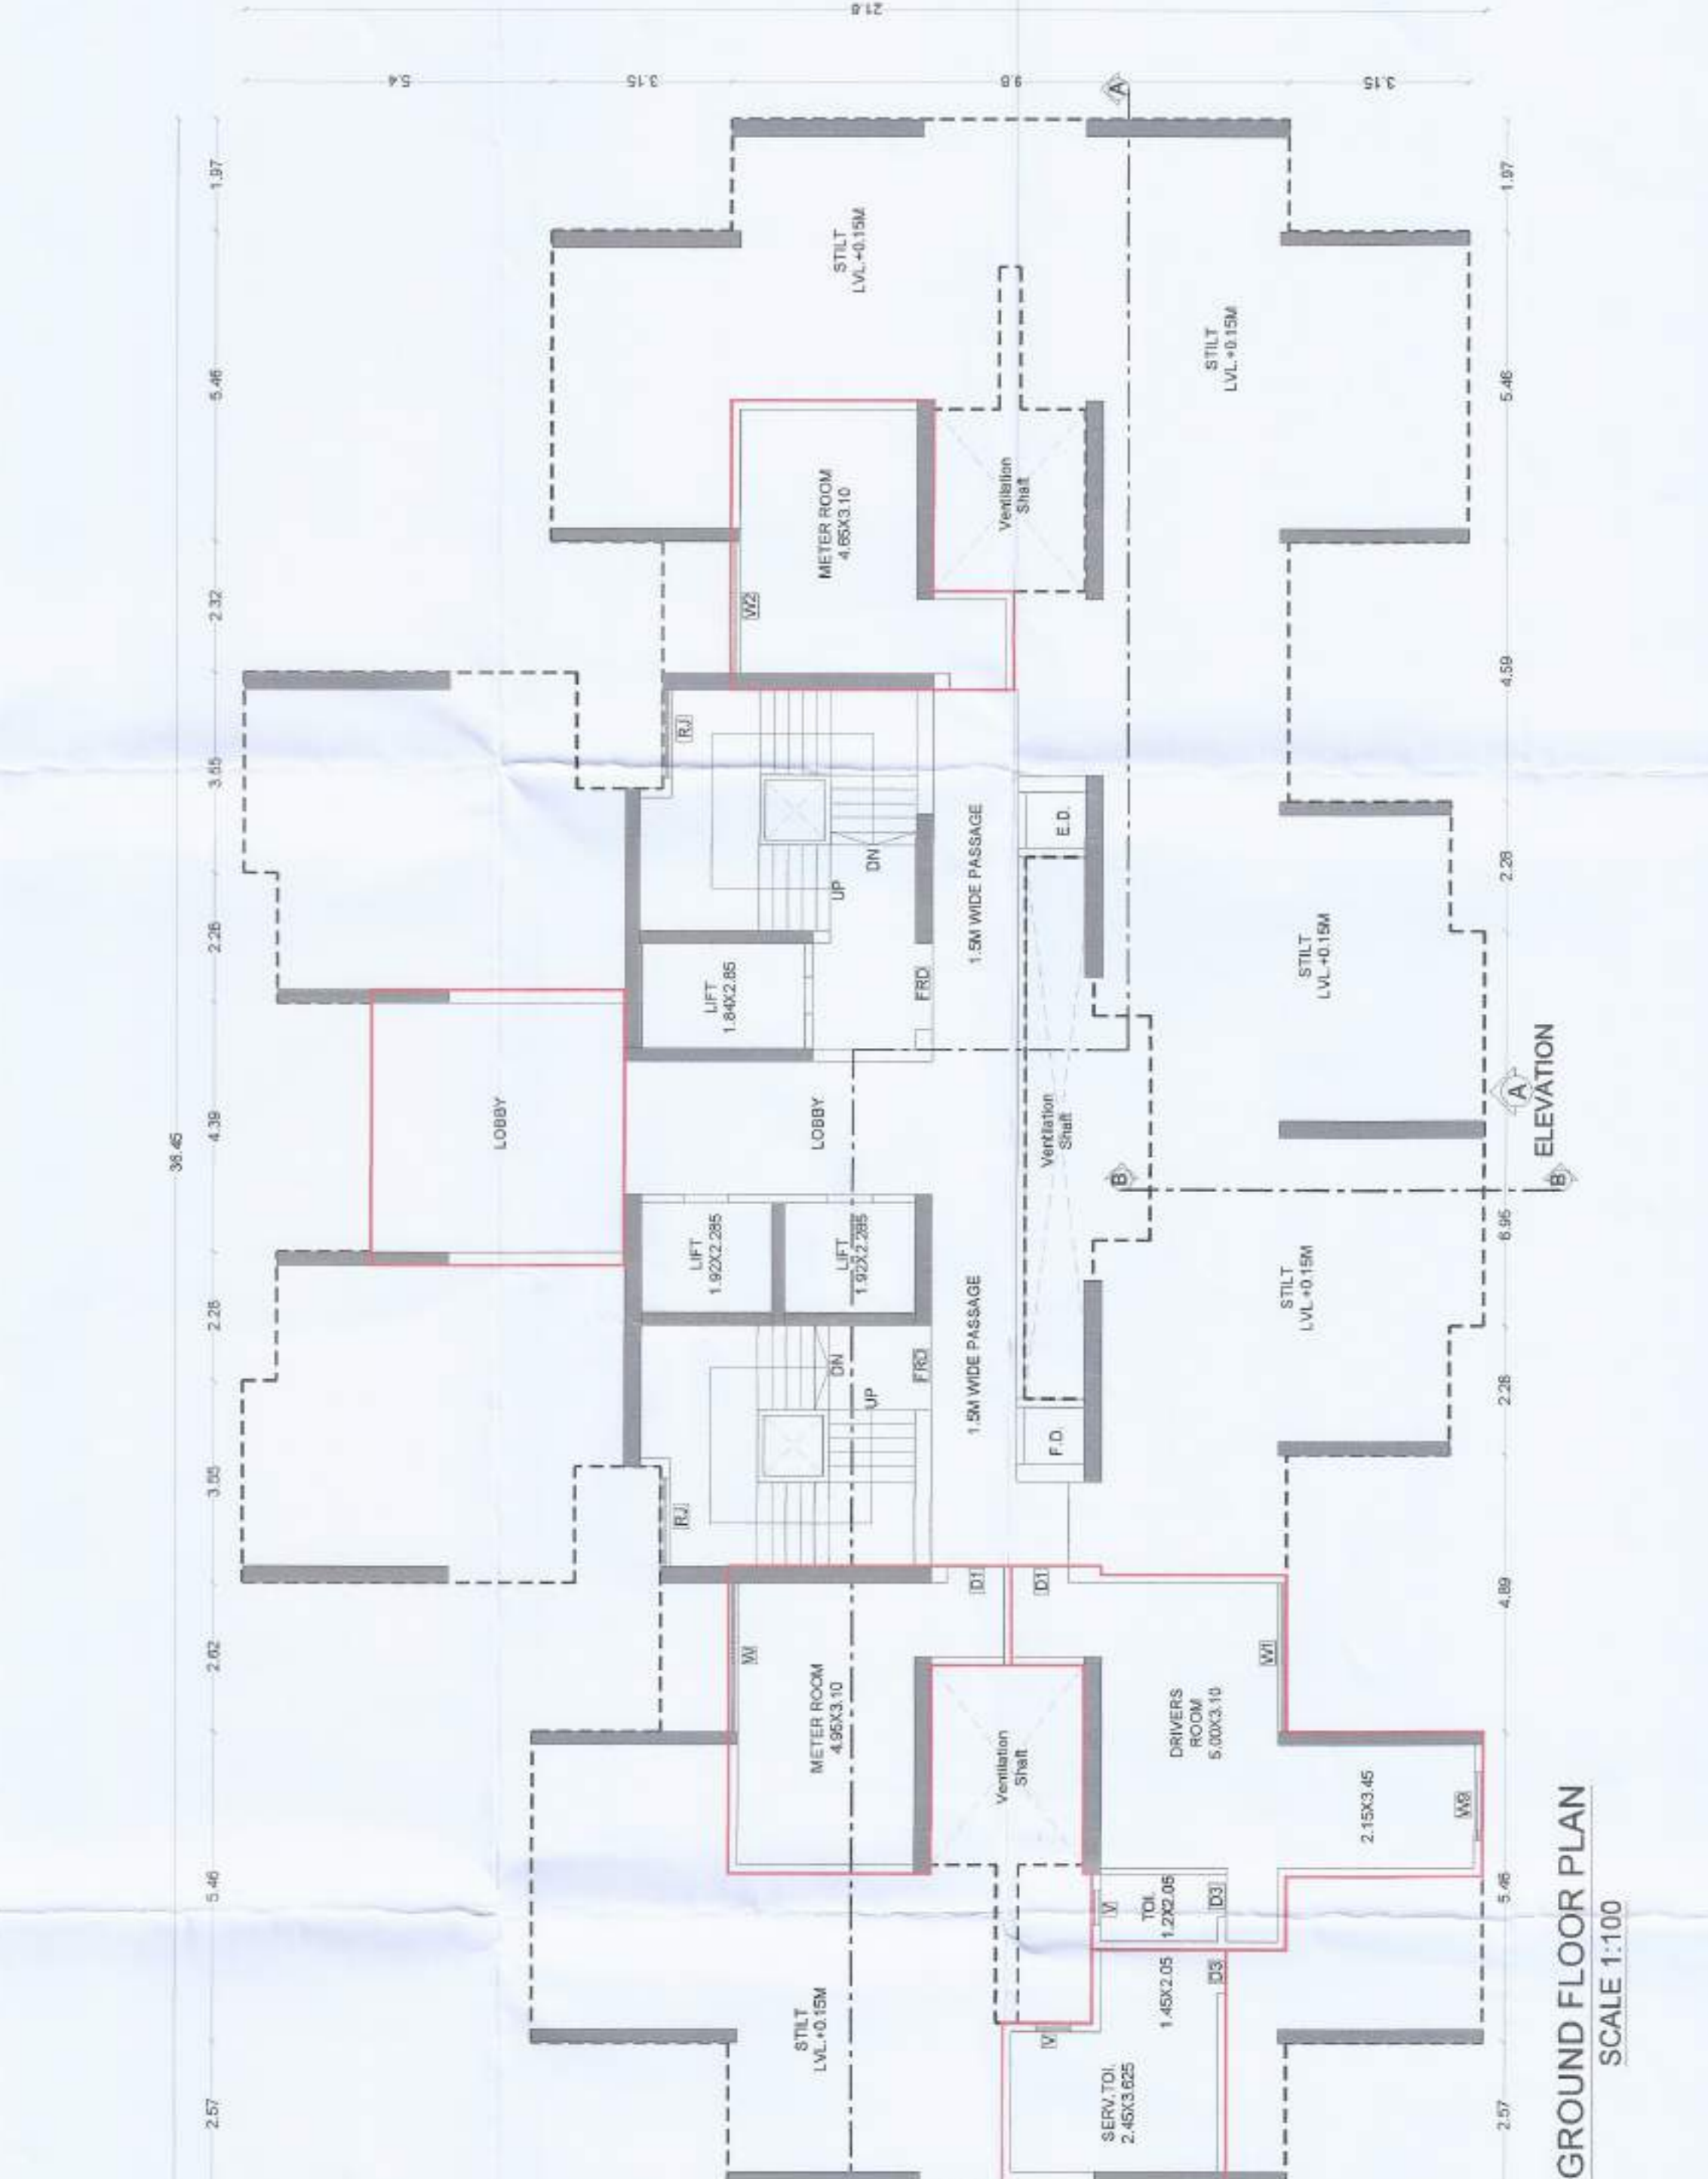 36.45
2.57
5.46
2.62
3.55
2.28
4.39
2.28
3.55
2.32
5.46
1.97
21.8
5.4
3.15
9.8
3.15
LOBBY
RJ
RJ
LIFT
1.92X2.285
LIFT
1.84X2.85
W
W2
STILT
LVL.+0.15M
METER ROOM
4.95X3.10
DN
UP
FRD
LIFT
1.92X2.285
LOBBY
UP
DN
FRD
METER ROOM
4.65X3.10
STILT
LVL.+0.15M
D1
1.5M WIDE PASSAGE
1.5M WIDE PASSAGE
Ventilation
Shaft
D1
F.D.
Ventilation
Shaft
E.D.
Ventilation
Shaft
V
SERV.TOI.
2.45X3.625
V
TOI.
1.2X2.05
1.45X2.05
D3
D3
DRIVERS
ROOM
5.00X3.10
W1
B
A
STILT
LVL.+0.15M
STILT
LVL.+0.15M
STILT
LVL.+0.15M
2.15X3.45
W9
2.57
5.46
4.89
2.28
6.95
2.28
4.59
5.46
1.97
B
A
ELEVATION
GROUND FLOOR PLAN
SCALE 1:100